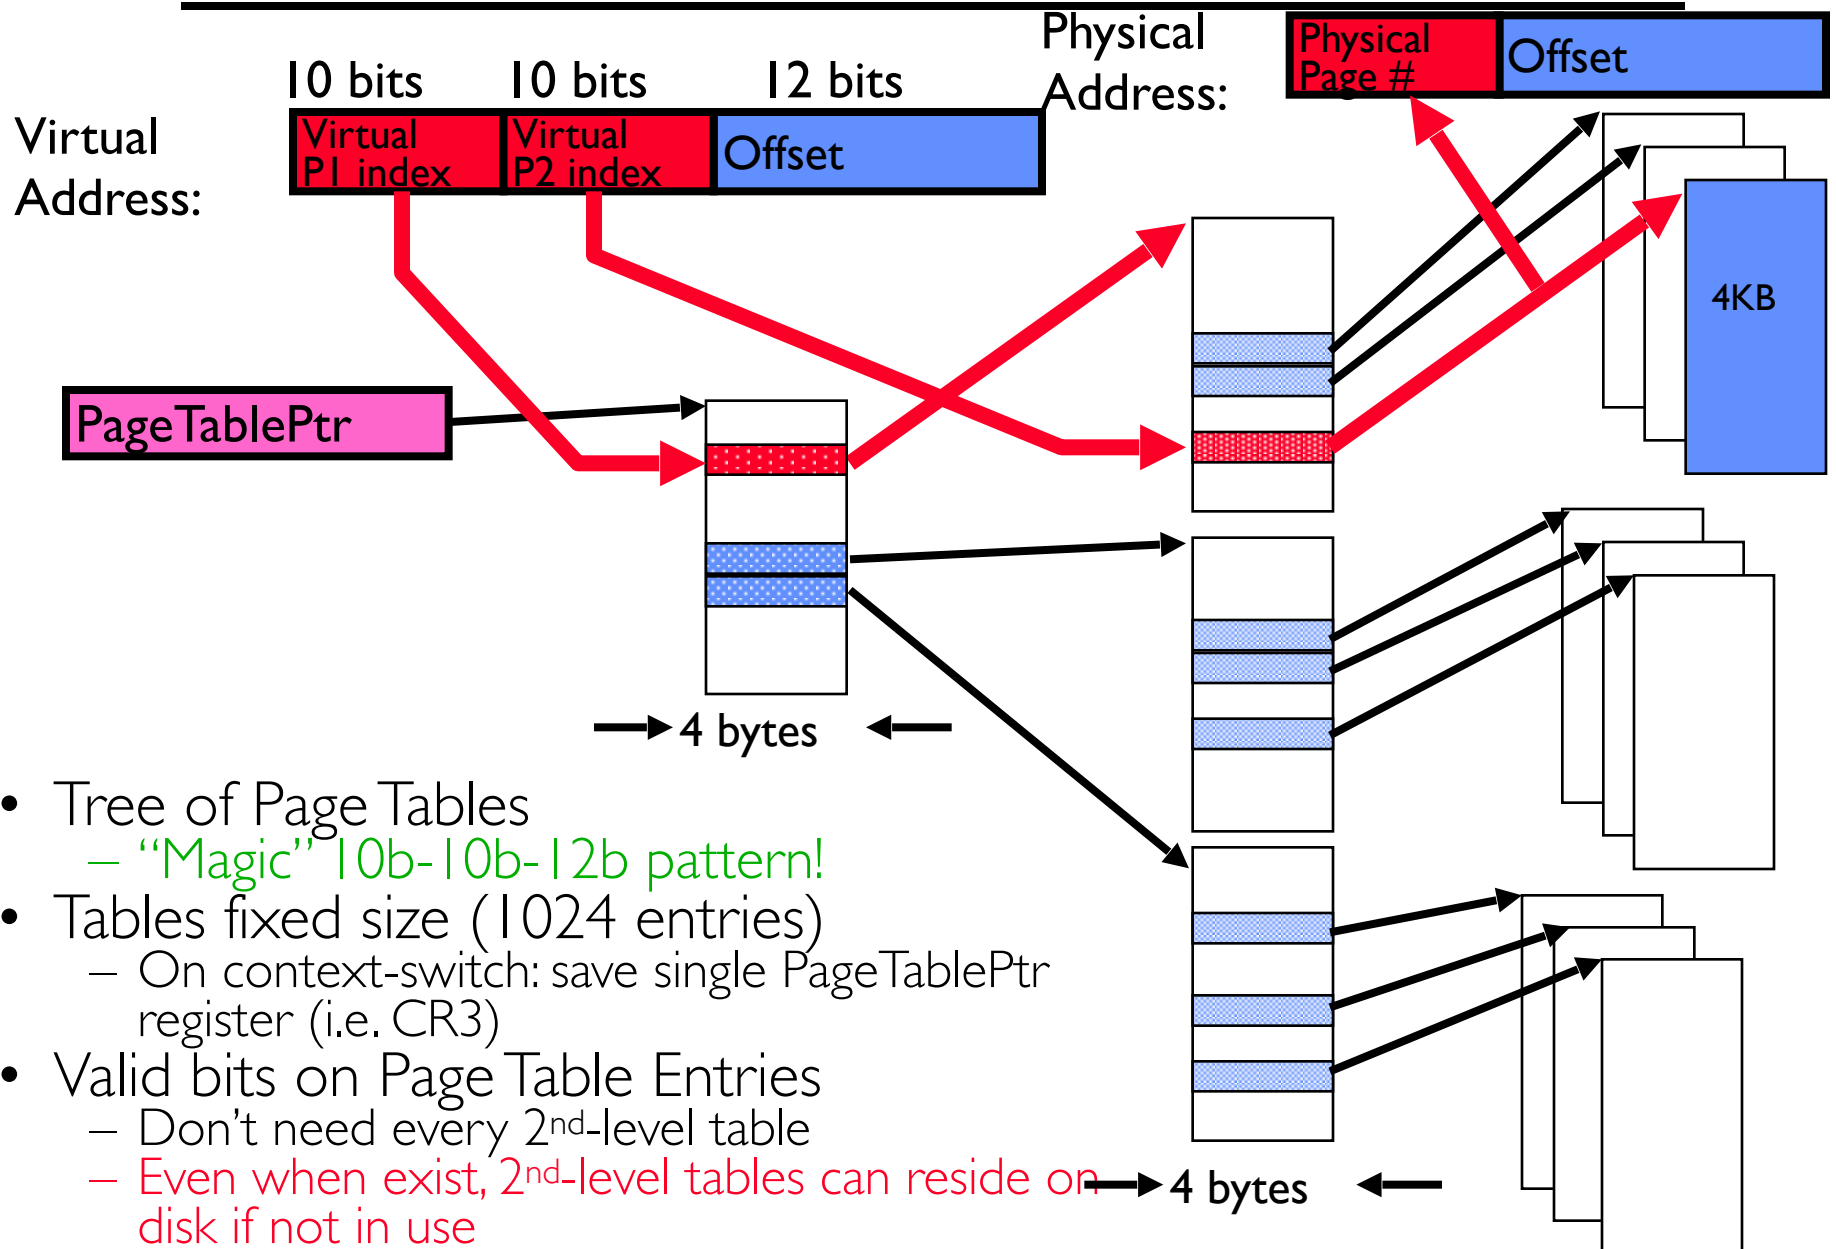 Physical
Address:
Physical
Page #
Offset
10 bits
10 bits
12 bits
Virtual
Address:
Virtual
P1 index
Virtual
P2 index
Offset
4KB
PageTablePtr
4 bytes
• Tree of Page Tables
– “Magic” 10b-10b-12b pattern!
• Tables fixed size (1024 entries)
– On context-switch: save single PageTablePtr
register (i.e. CR3)
• Valid bits on Page Table Entries
– Don’t need every 2nd-level table
– Even when exist, 2nd-level tables can reside on
disk if not in use
4 bytes